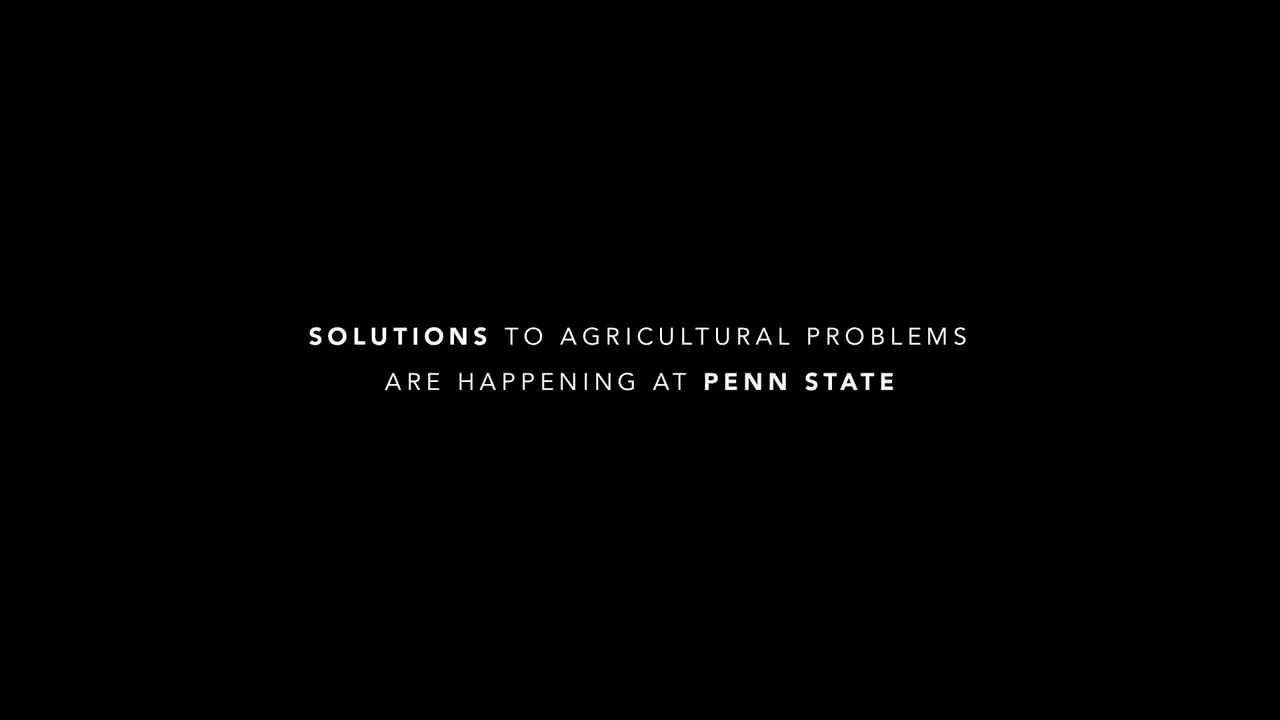 SOLUTIONS TO AGRICULTURAL PROBLEMS
ARE HAPPENING AT PENN STATE